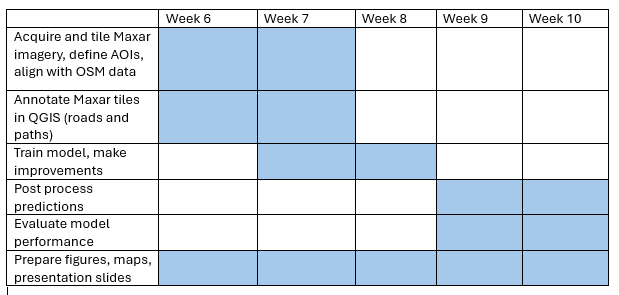 Week 6 Week 7 Week 8 Week 9 Week 10
Acquire and tile Maxar
imagery, define AOIs,
align with OSM data
Annotate Maxar tiles
in QGIS (roads and
paths)
Train model, make
improvements
Post process
predictions
Evaluate model
performance
Prepare figures, maps,
presentation slides